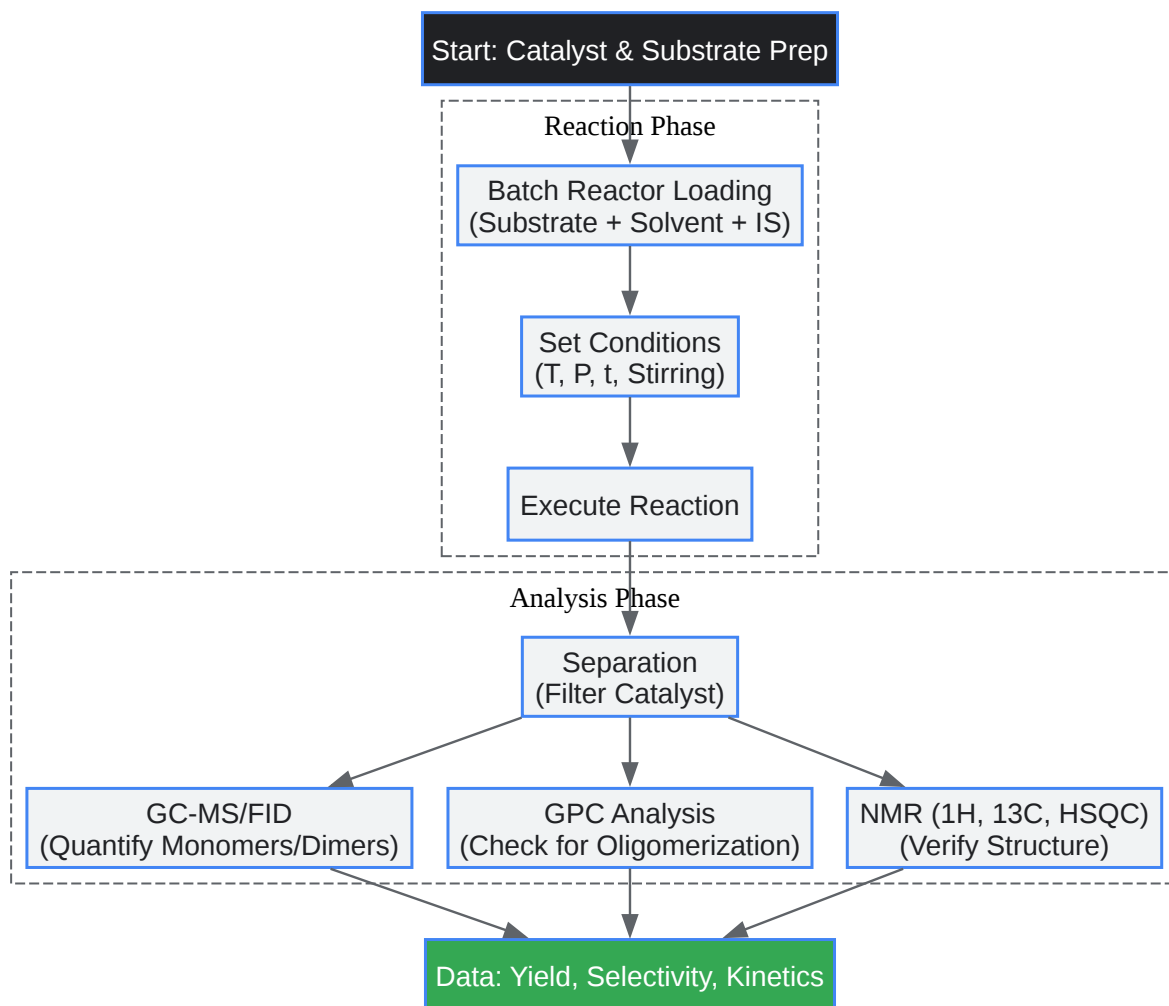 Start: Catalyst & Substrate Prep
Reaction Phase
Batch Reactor Loading
(Substrate + Solvent + IS)
Set Conditions
(T, P, t, Stirring)
Execute Reaction
Analysis Phase
Separation
(Filter Catalyst)
GC-MS/FID
(Quantify Monomers/Dimers)
GPC Analysis
(Check for Oligomerization)
NMR (1H, 13C, HSQC)
(Verify Structure)
Data: Yield, Selectivity, Kinetics